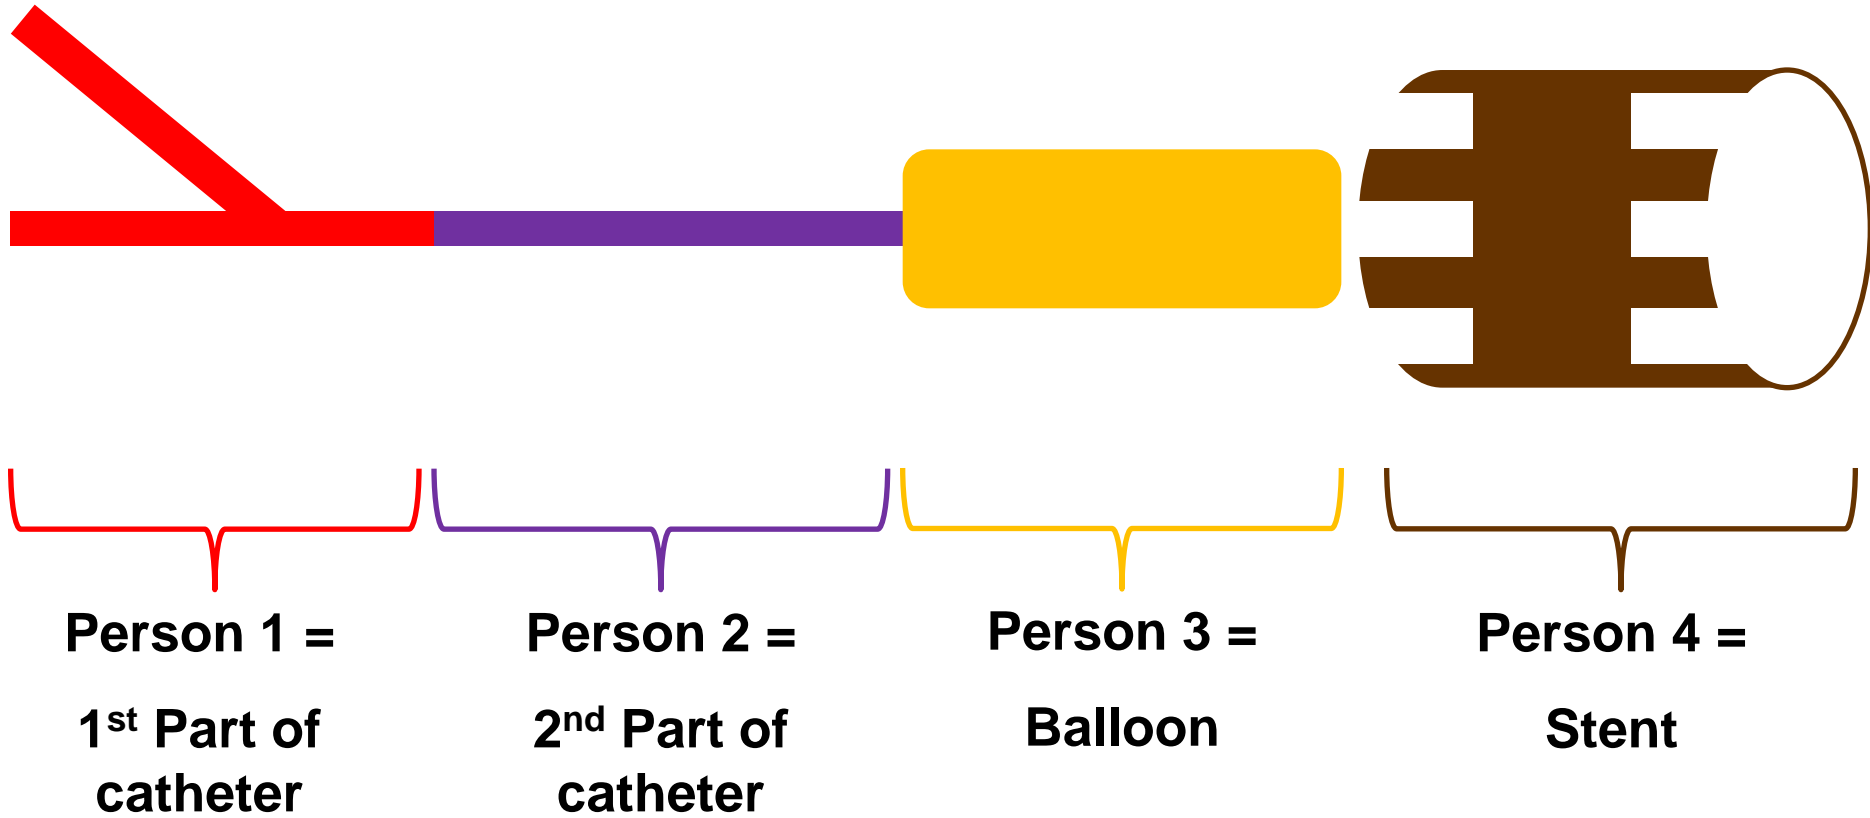 Person 1 =
1st Part of
catheter
Person 2 =
2nd Part of
catheter
Person 3 =
Balloon
Person 4 =
Stent